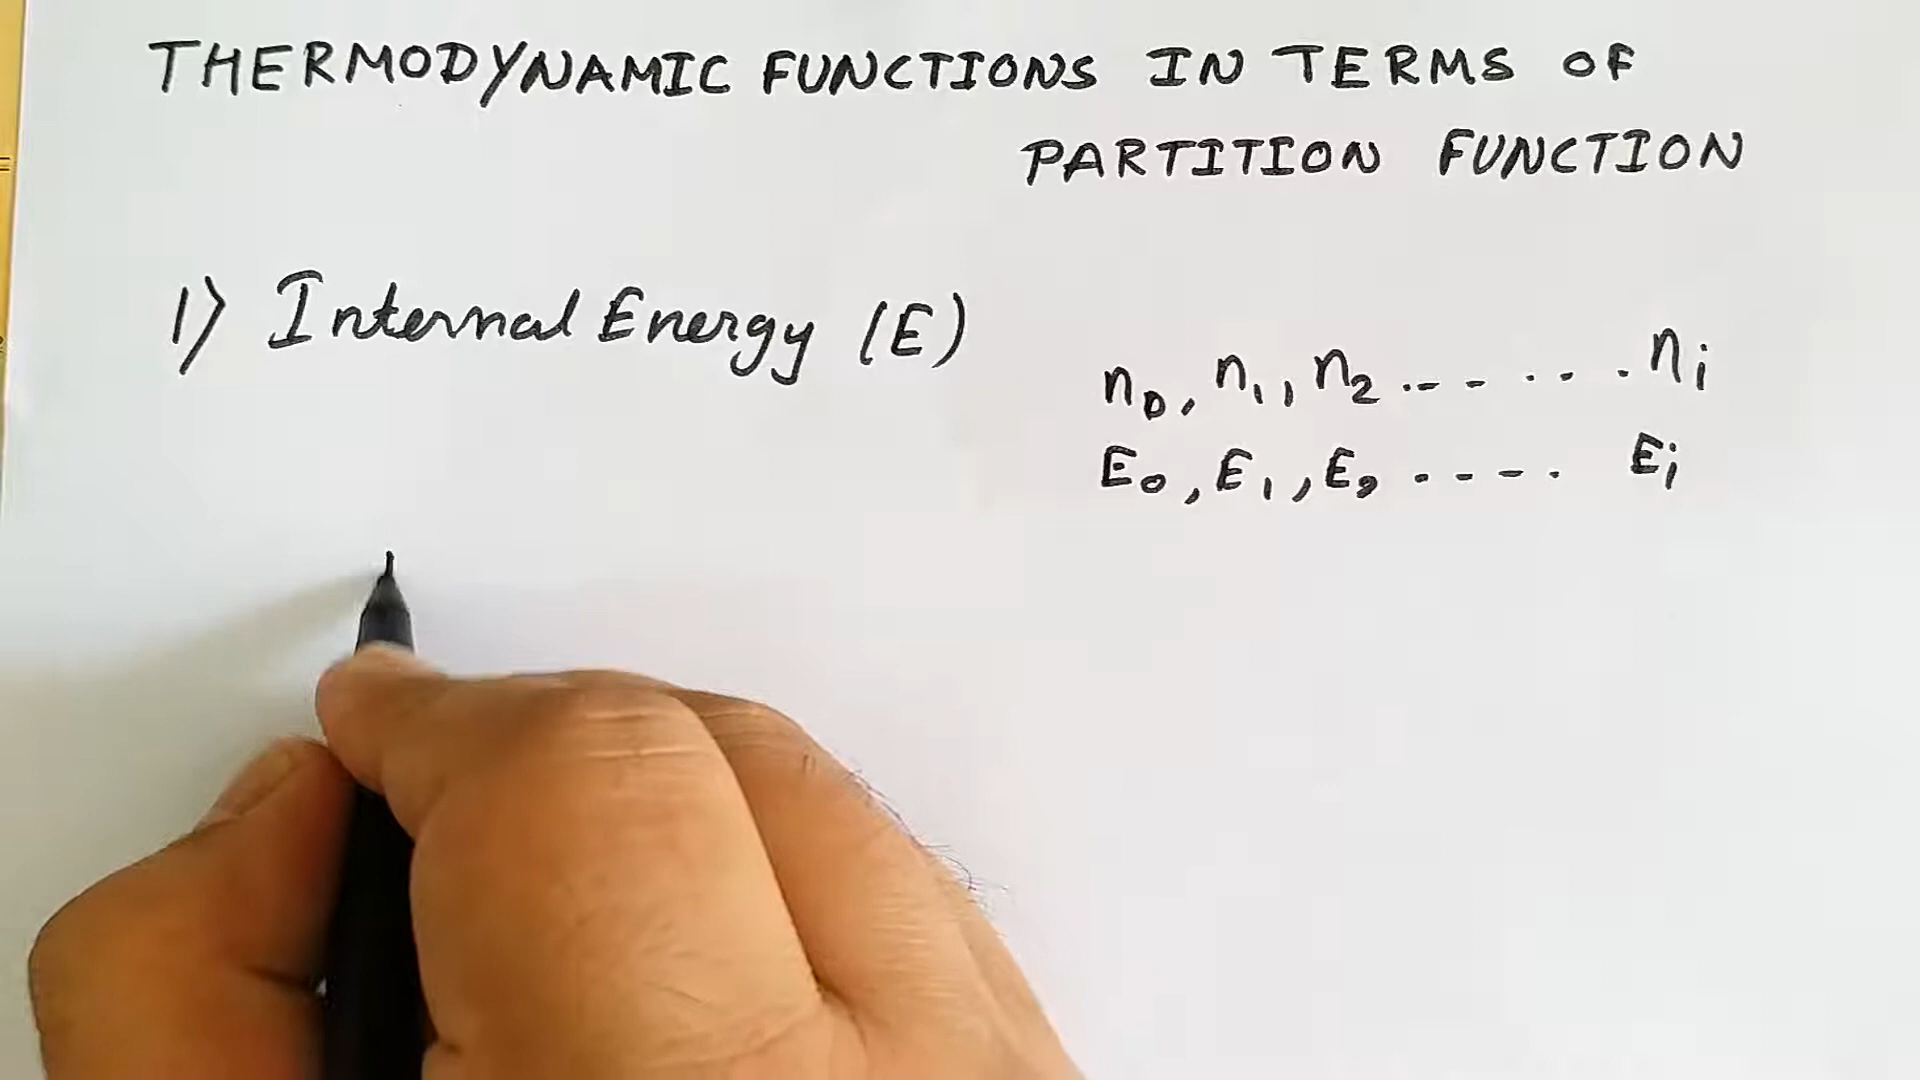 THERMODYNAMIC FUNCTIONS IN TERMS OF
PARTITION FUNCTION
1) Internal Energy (E)
n₀, n₁, n₂ . - - . . . nᵢ
E₀, E₁, E₂ . - - - . Eᵢ